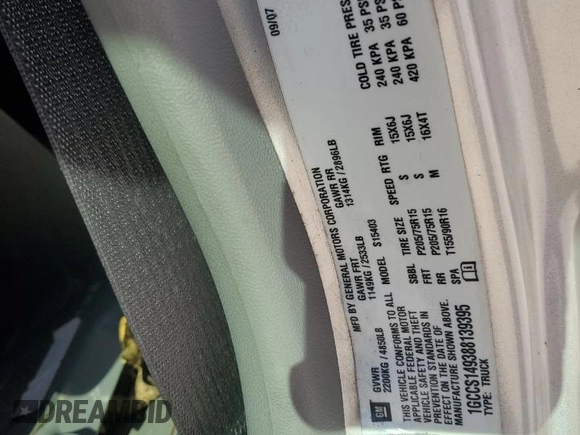 09/07
MFD BY GENERAL MOTORS CORPORATION
GVWR GAWR FRT GAWR RR
2200KG/4850LB 1149KG/2533LB 1314KG/2896LB
THIS VEHICLE CONFORMS TO ALL
APPLICABLE FEDERAL MOTOR
VEHICLE SAFETY AND THEFT
PREVENTION STANDARDS IN
EFFECT ON THE DATE OF
MANUFACTURE SHOWN ABOVE.
1GCCS149388139395
TYPE: TRUCK
MODEL S15403
SBBL TIRE SIZE SPEED RTG RIM COLD TIRE PRES
FRT P205/75R15 S 15X6J 240 KPA 35 PS
RR P205/75R15 S 15X6J 240 KPA 35 PS
SPA T155/90R16 M 16X4T 420 KPA 60 P
GM
DREAMBID